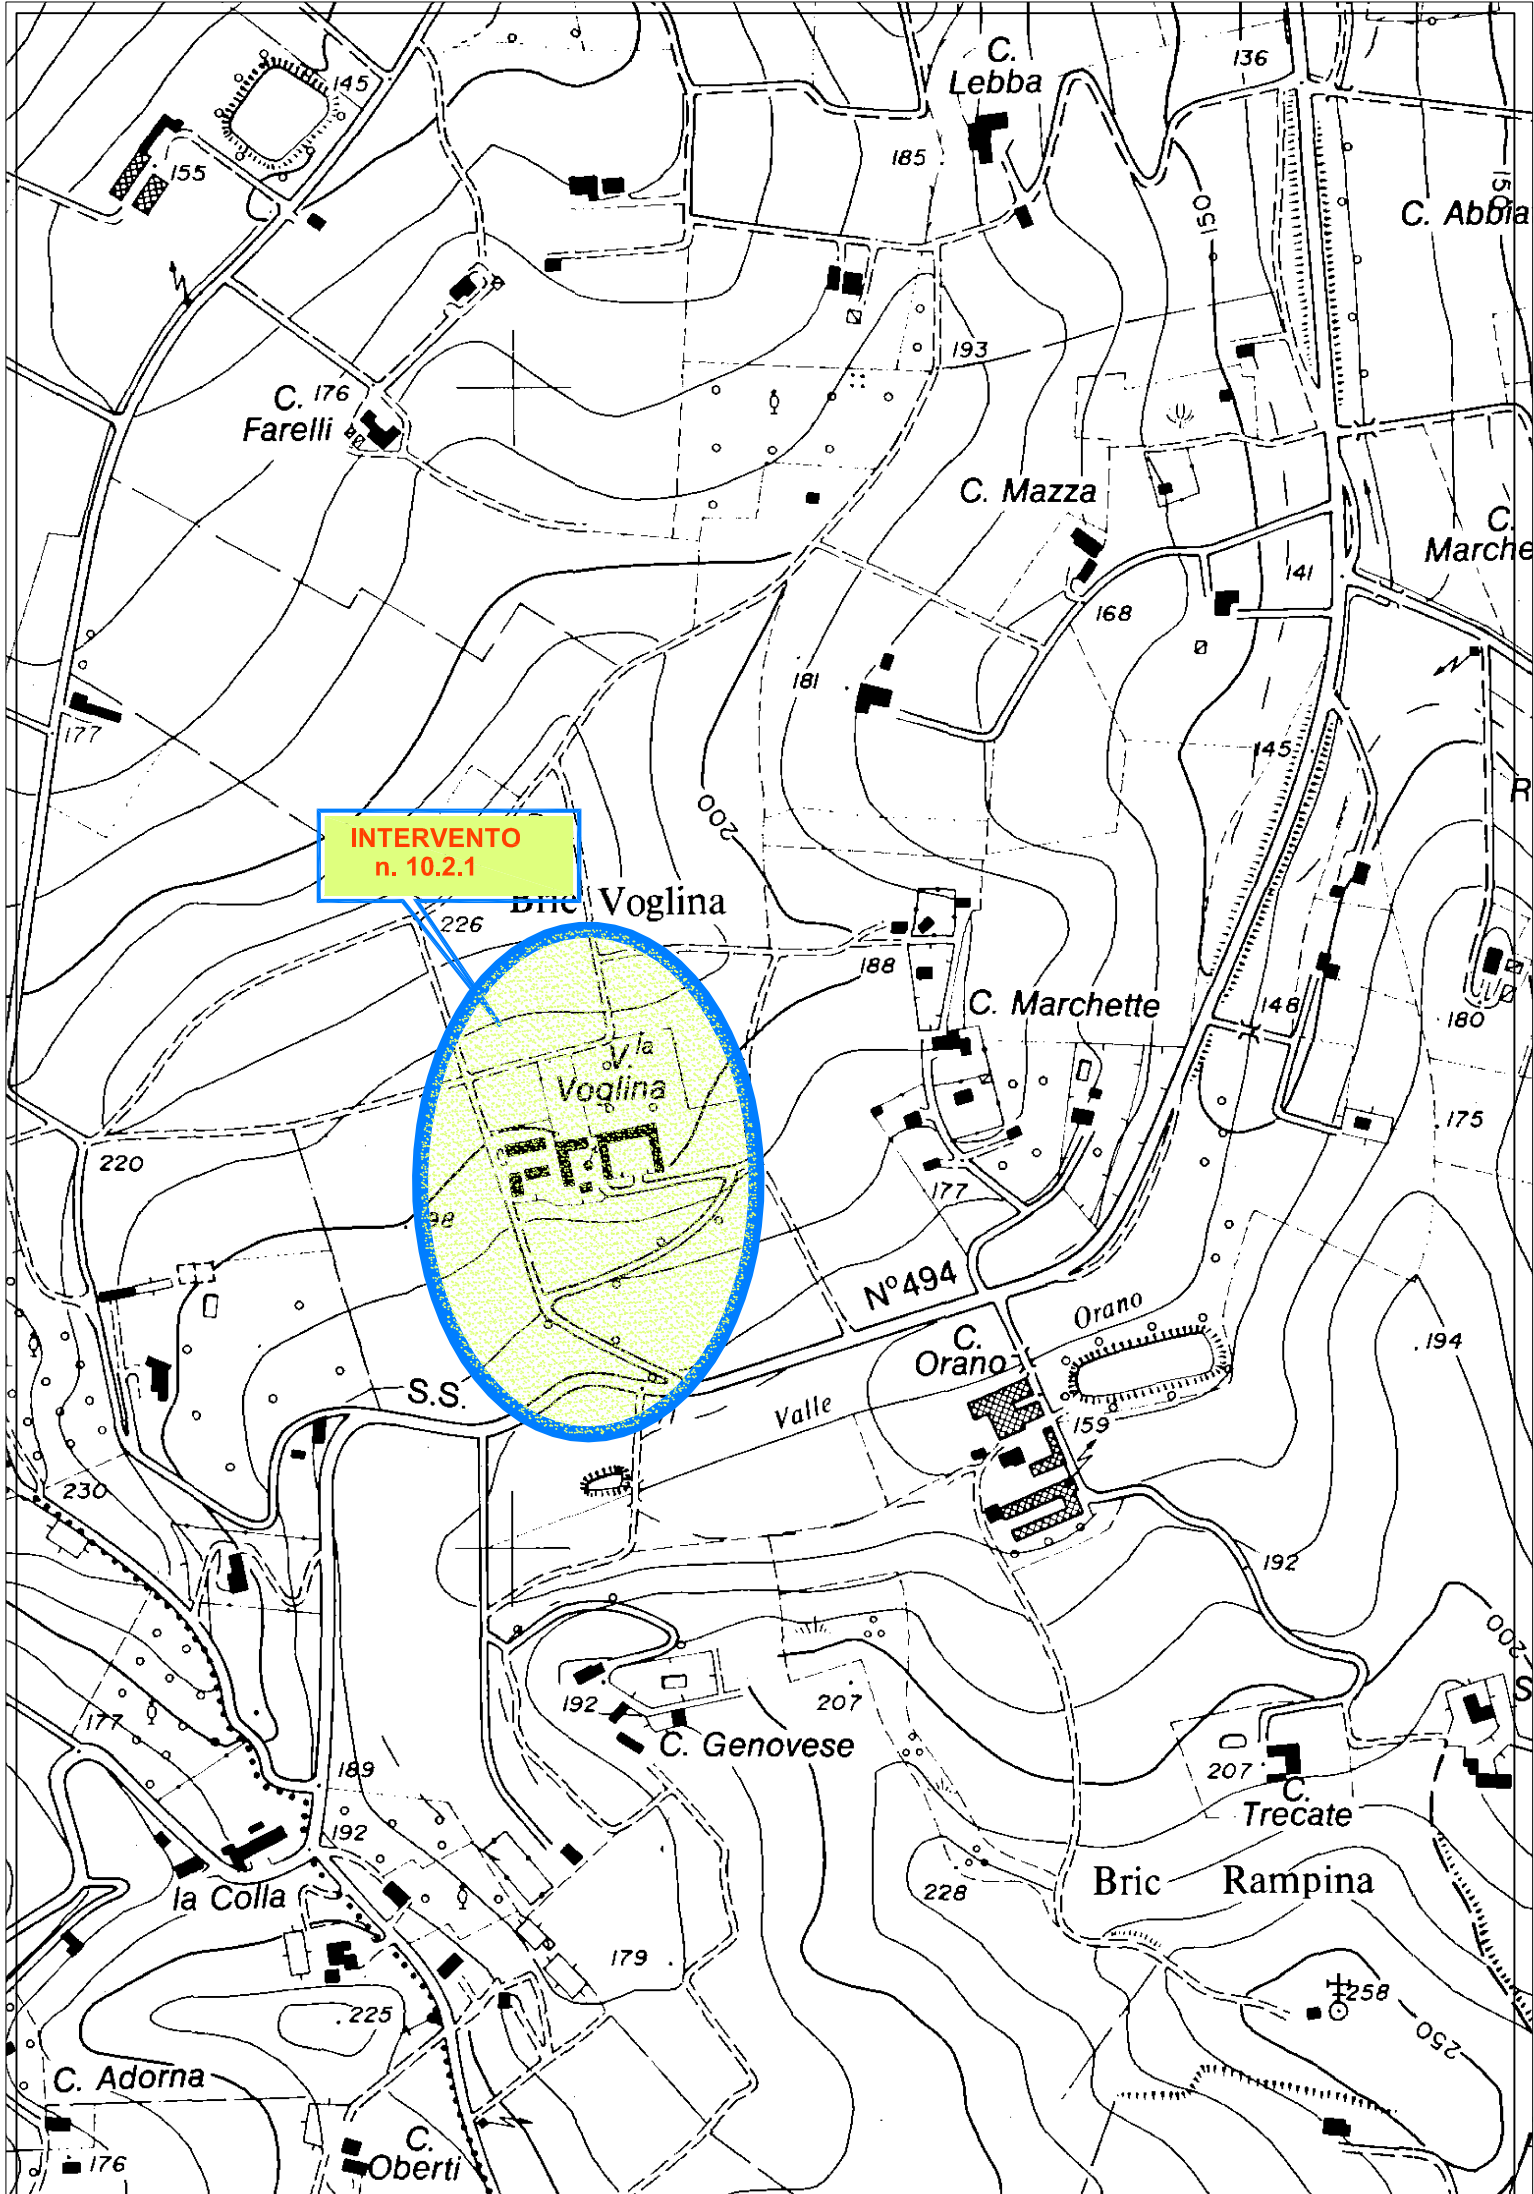 C.
Lebba
136
145
185
155
150
150
C. Abbia
193
176
C.
Farelli
C. Mazza
C.
Marche
141
168
181
177
145
R
200
INTERVENTO
n. 10.2.1
Bric Voglina
226
188
C. Marchette
148
180
V.la
Voglina
175
220
177
98
N° 494
Orano
C.
Orano
194
S.S.
Valle
159
230
192
200
S
192
207
177
C. Genovese
207
C.
Trecate
189
192
Bric Rampina
la Colla
228
179
258
225
250
C. Adorna
C.
Oberti
176